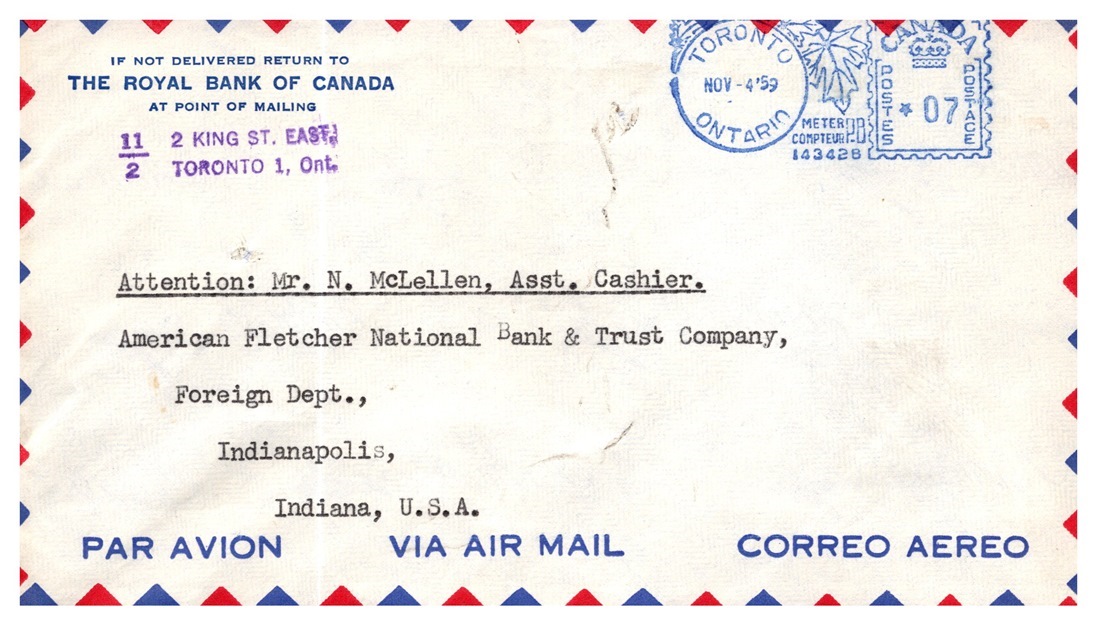 IF NOT DELIVERED RETURN TO
THE ROYAL BANK OF CANADA
AT POINT OF MAILING
11
2
2 KING ST. EAST,
TORONTO 1, Ont.
TORONTO
NOV - 4 '59
ONTARIO
METER
COMPTEUR
PB
143428
CANADA
POSTES
* 07
POSTAGE
Attention: Mr. N. McLellen, Asst. Cashier.
American Fletcher National Bank & Trust Company,
Foreign Dept.,
Indianapolis,
Indiana, U.S.A.
PAR AVION VIA AIR MAIL CORREO AEREO